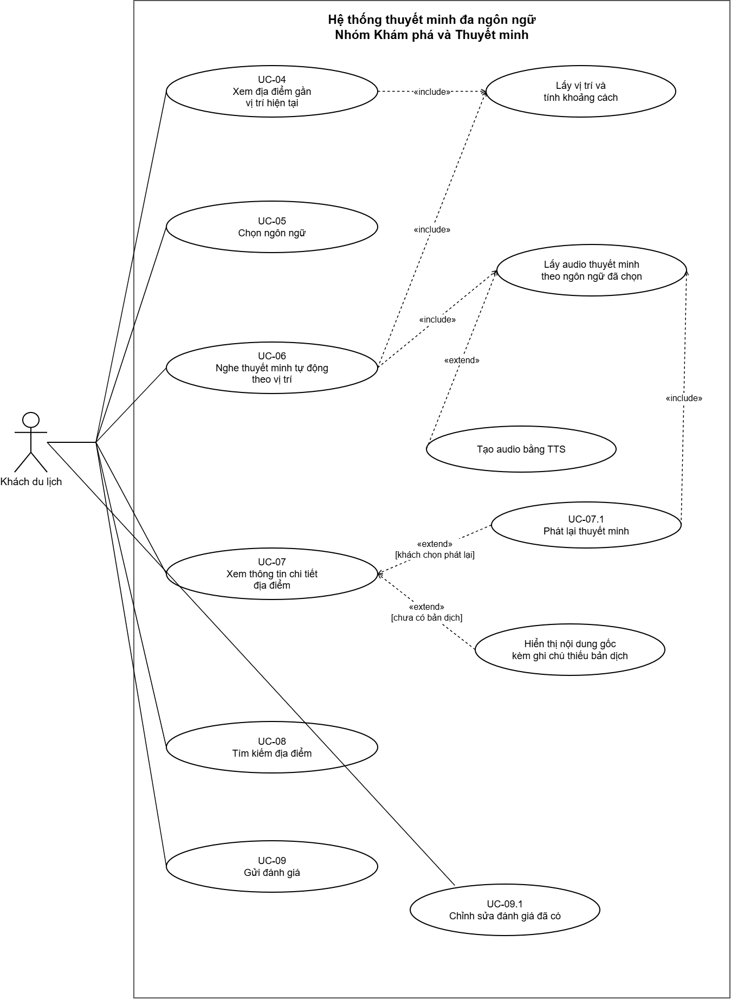 Hệ thống thuyết minh đa ngôn ngữ
Nhóm Khám phá và Thuyết minh
UC-04
Xem địa điểm gần
vị trí hiện tại
«include»
Lấy vị trí và
tính khoảng cách
UC-05
Chọn ngôn ngữ
«include»
Lấy audio thuyết minh
theo ngôn ngữ đã chọn
«include»
UC-06
Nghe thuyết minh tự động
theo vị trí
«extend»
«include»
Tạo audio bằng TTS
Khách du lịch
UC-07.1
Phát lại thuyết minh
«extend»
[khách chọn phát lại]
UC-07
Xem thông tin chi tiết
địa điểm
«extend»
[chưa có bản dịch]
Hiển thị nội dung gốc
kèm ghi chú thiếu bản dịch
UC-08
Tìm kiếm địa điểm
UC-09
Gửi đánh giá
UC-09.1
Chỉnh sửa đánh giá đã có